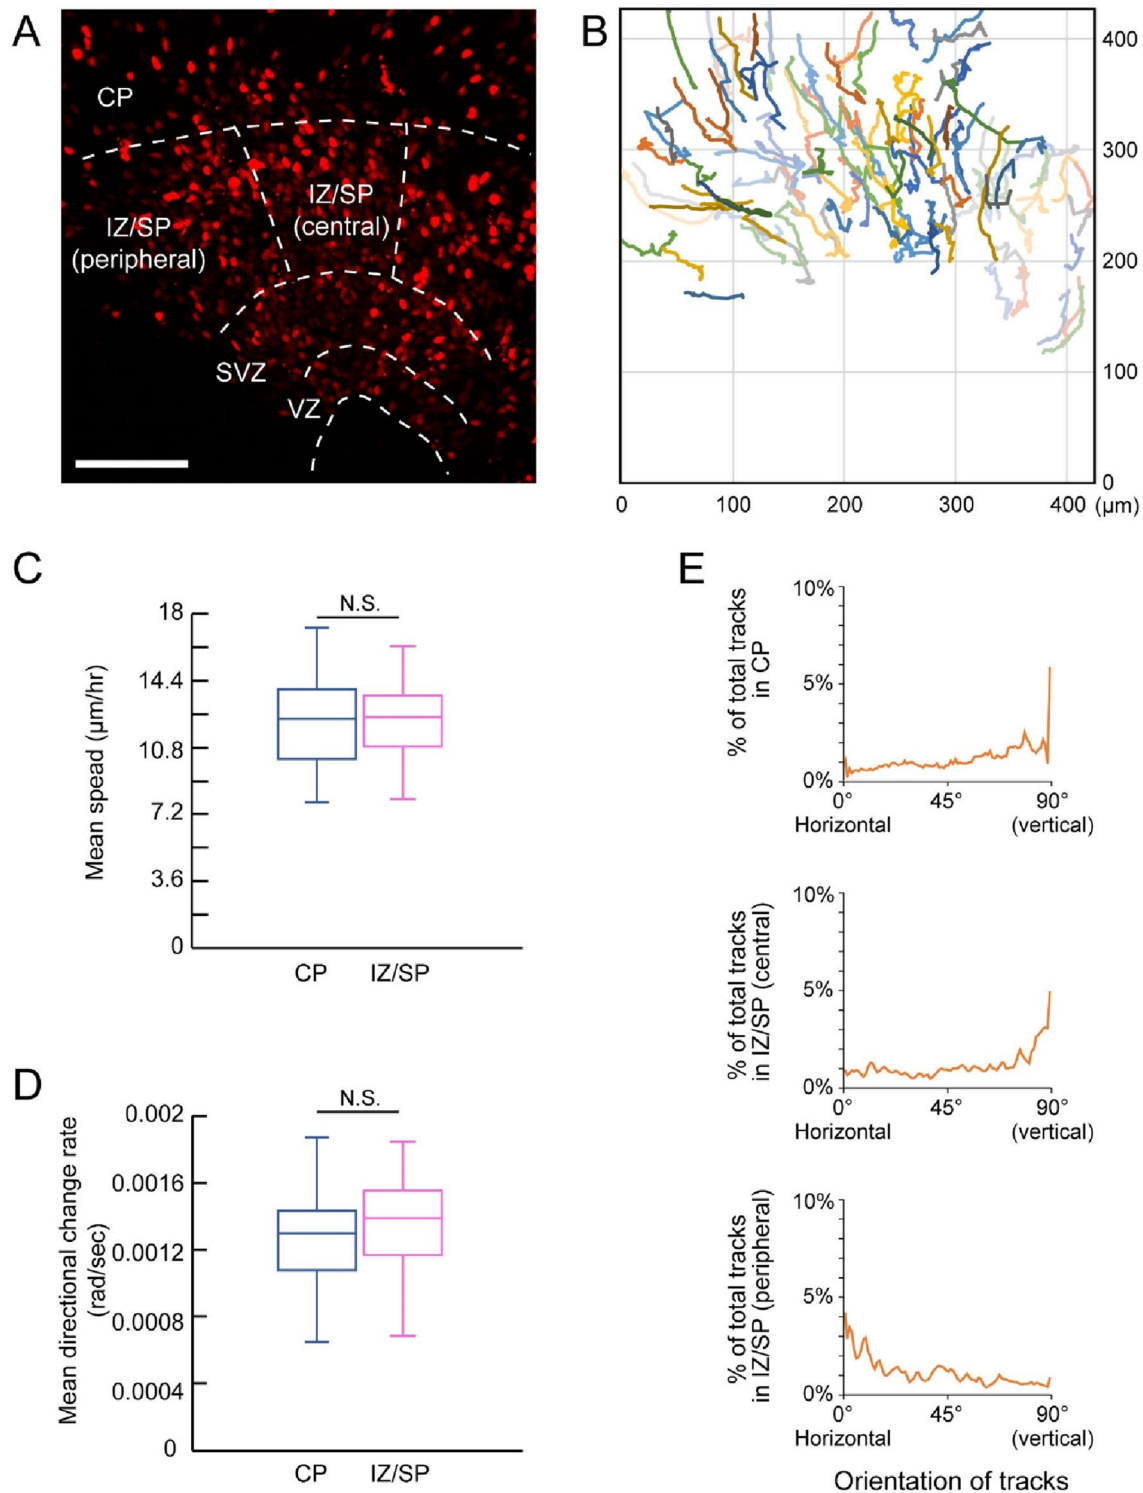 A
CP
IZ/SP
(peripheral)
IZ/SP
(central)
SVZ
VZ
B
400
300
200
100
0
0 100 200 300 400 (μm)
C
Mean spead (μm/hr)
18
14.4
10.8
7.2
3.6
0
N.S.
CP IZ/SP
D
Mean directional change rate
(rad/sec)
0.002
0.0016
0.0012
0.0008
0.0004
0
N.S.
CP IZ/SP
E
% of total tracks
in CP
10%
5%
0%
0° 45° 90°
Horizontal (vertical)
% of total tracks
in IZ/SP (central)
10%
5%
0%
0° 45° 90°
Horizontal (vertical)
% of total tracks
in IZ/SP (peripheral)
10%
5%
0%
0° 45° 90°
Horizontal (vertical)
Orientation of tracks